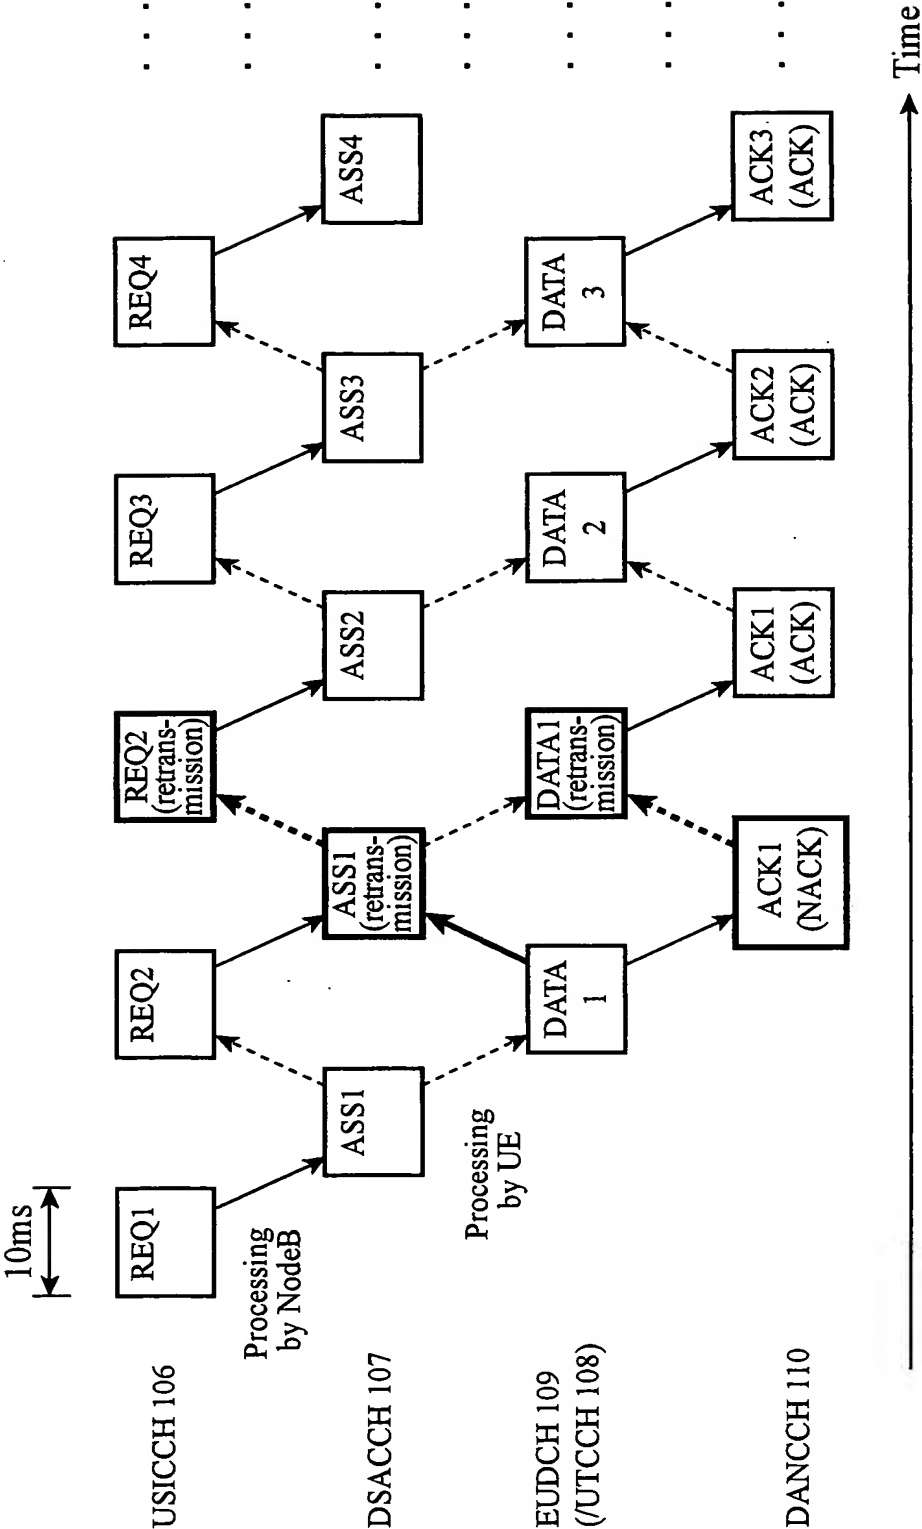 10ms
USICCH 106
REQ1
REQ2
REQ2
(retrans-
mission)
REQ3
REQ4
Processing
by NodeB
DSACCH 107
ASS1
ASS1
(retrans-
mission)
ASS2
ASS3
ASS4
Processing
by UE
EUDCH 109
(/UTCCH 108)
DATA
1
DATA1
(retrans-
mission)
DATA
2
DATA
3
DANCCH 110
ACK1
(NACK)
ACK1
(ACK)
ACK2
(ACK)
ACK3
(ACK)
Time